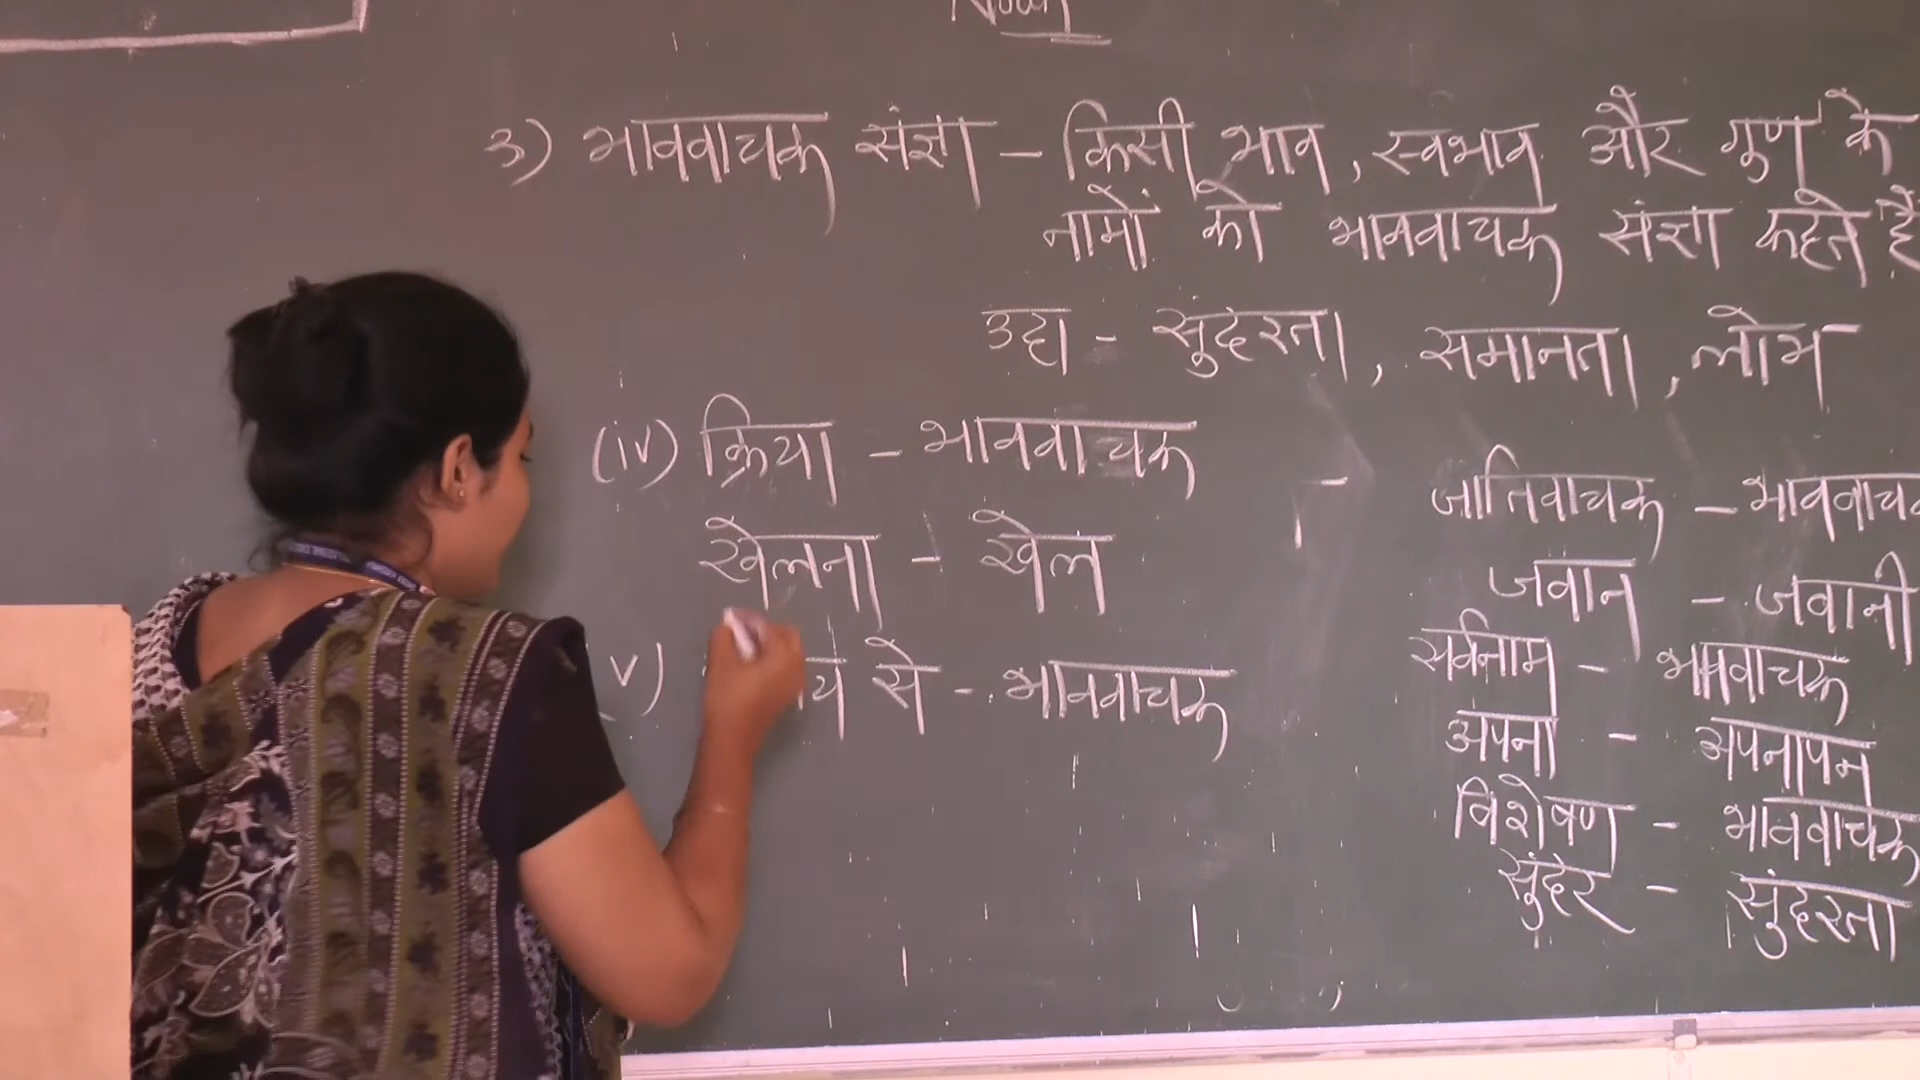 Noun
3) भाववाचक संज्ञा – किसी भाव, स्वभाव और गुण के
नामों को भाववाचक संज्ञा कहते हैं
उदा - सुंदरता, समानता, लोभ
(iv) क्रिया – भाववाचक
खेलना – खेल
v) से - भाववाचक
जातिवाचक – भाववाचक
जवान – जवानी
सर्वनाम – भाववाचक
अपना – अपनापन
विशेषण – भाववाचक
सुंदर – सुंदरता